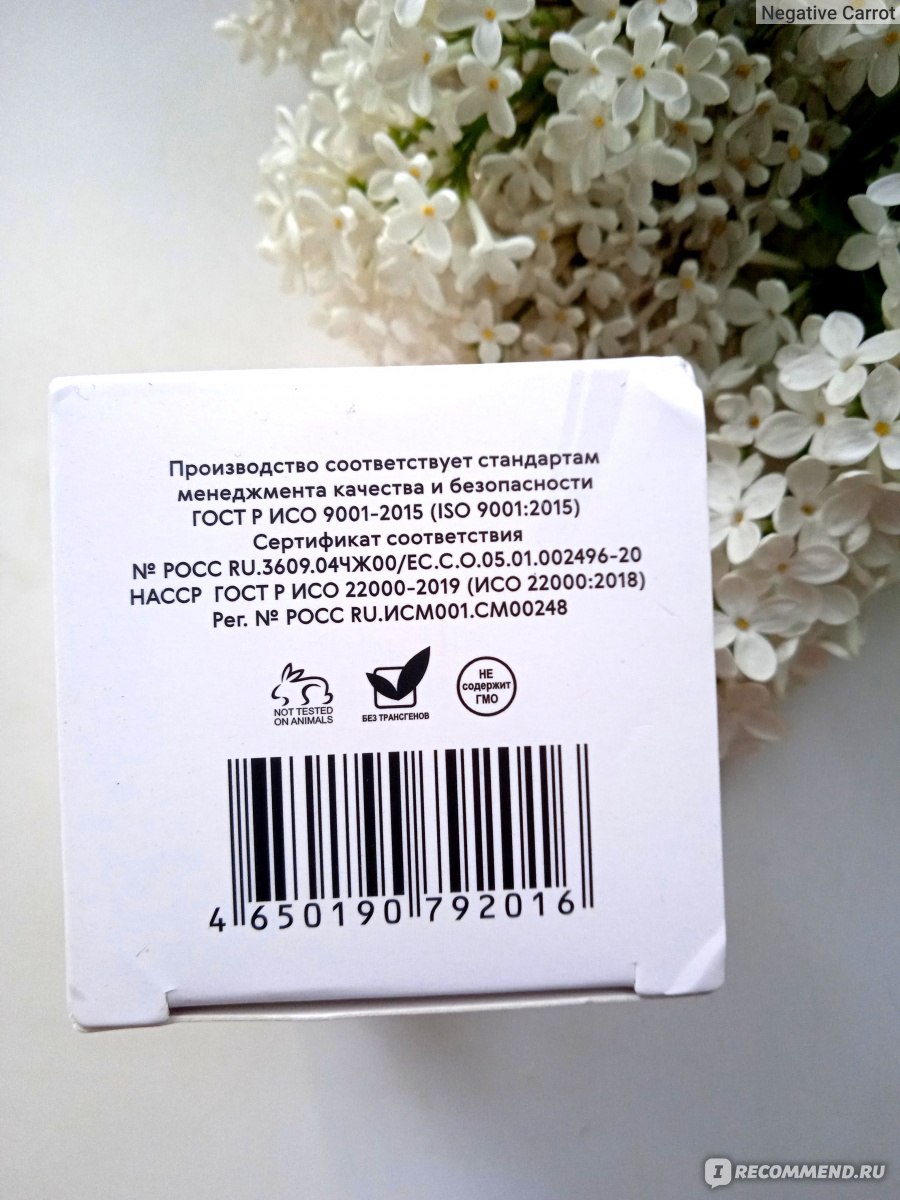 Negative Carrot
Производство соответствует стандартам
менеджмента качества и безопасности
ГОСТ Р ИСО 9001-2015 (ISO 9001:2015)
Сертификат соответствия
№ РОСС RU.3609.04ЧЖ00/ЕС.С.О.05.01.002496-20
НАССР ГОСТ Р ИСО 22000-2019 (ИСО 22000:2018)
Рег. № РОСС RU.ИСМ001.СМ00248
NOT TESTED
ON ANIMALS
БЕЗ ТРАНСГЕНОВ
НЕ
содержит
ГМО
4 650190 792016
IRECOMMEND.RU